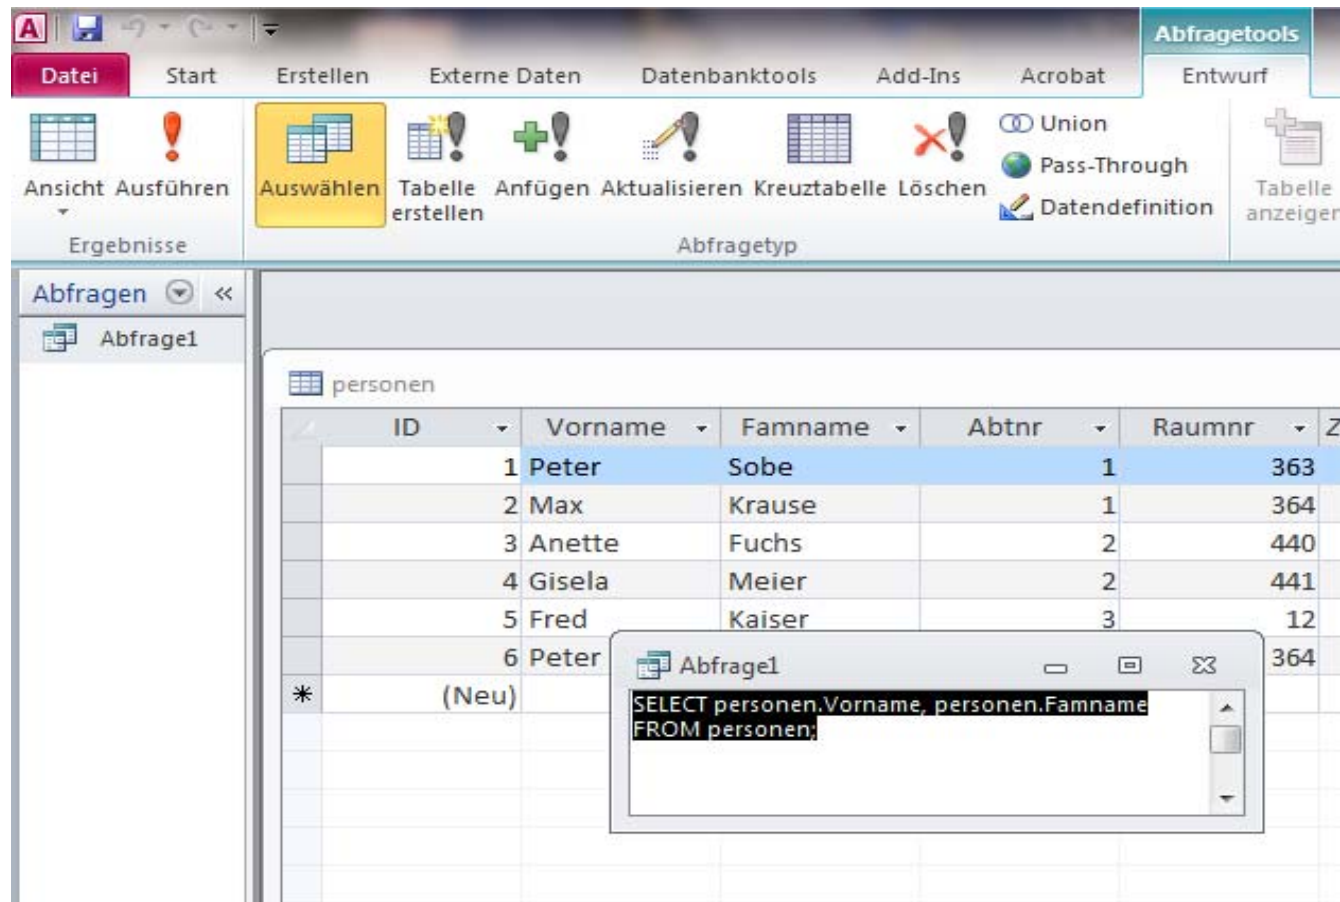 A
Abfragetools
Datei Start Erstellen Externe Daten Datenbanktools Add-Ins Acrobat Entwurf
Ansicht Ausführen Auswählen Tabelle erstellen Anfügen Aktualisieren Kreuztabelle Löschen
Union
Pass-Through
Datendefinition
Tabelle
Ergebnisse Abfragetyp
Abfragen «
Abfrage1
personen
ID Vorname Famname Abtnr Raumnr Z
1 Peter Sobe 1 363
2 Max Krause 1 364
3 Anette Fuchs 2 440
4 Gisela Meier 2 441
5 Fred Kaiser 3 12
6 Peter 364
* (Neu)
Abfrage1
SELECT personen.Vorname, personen.Famname
FROM personen;